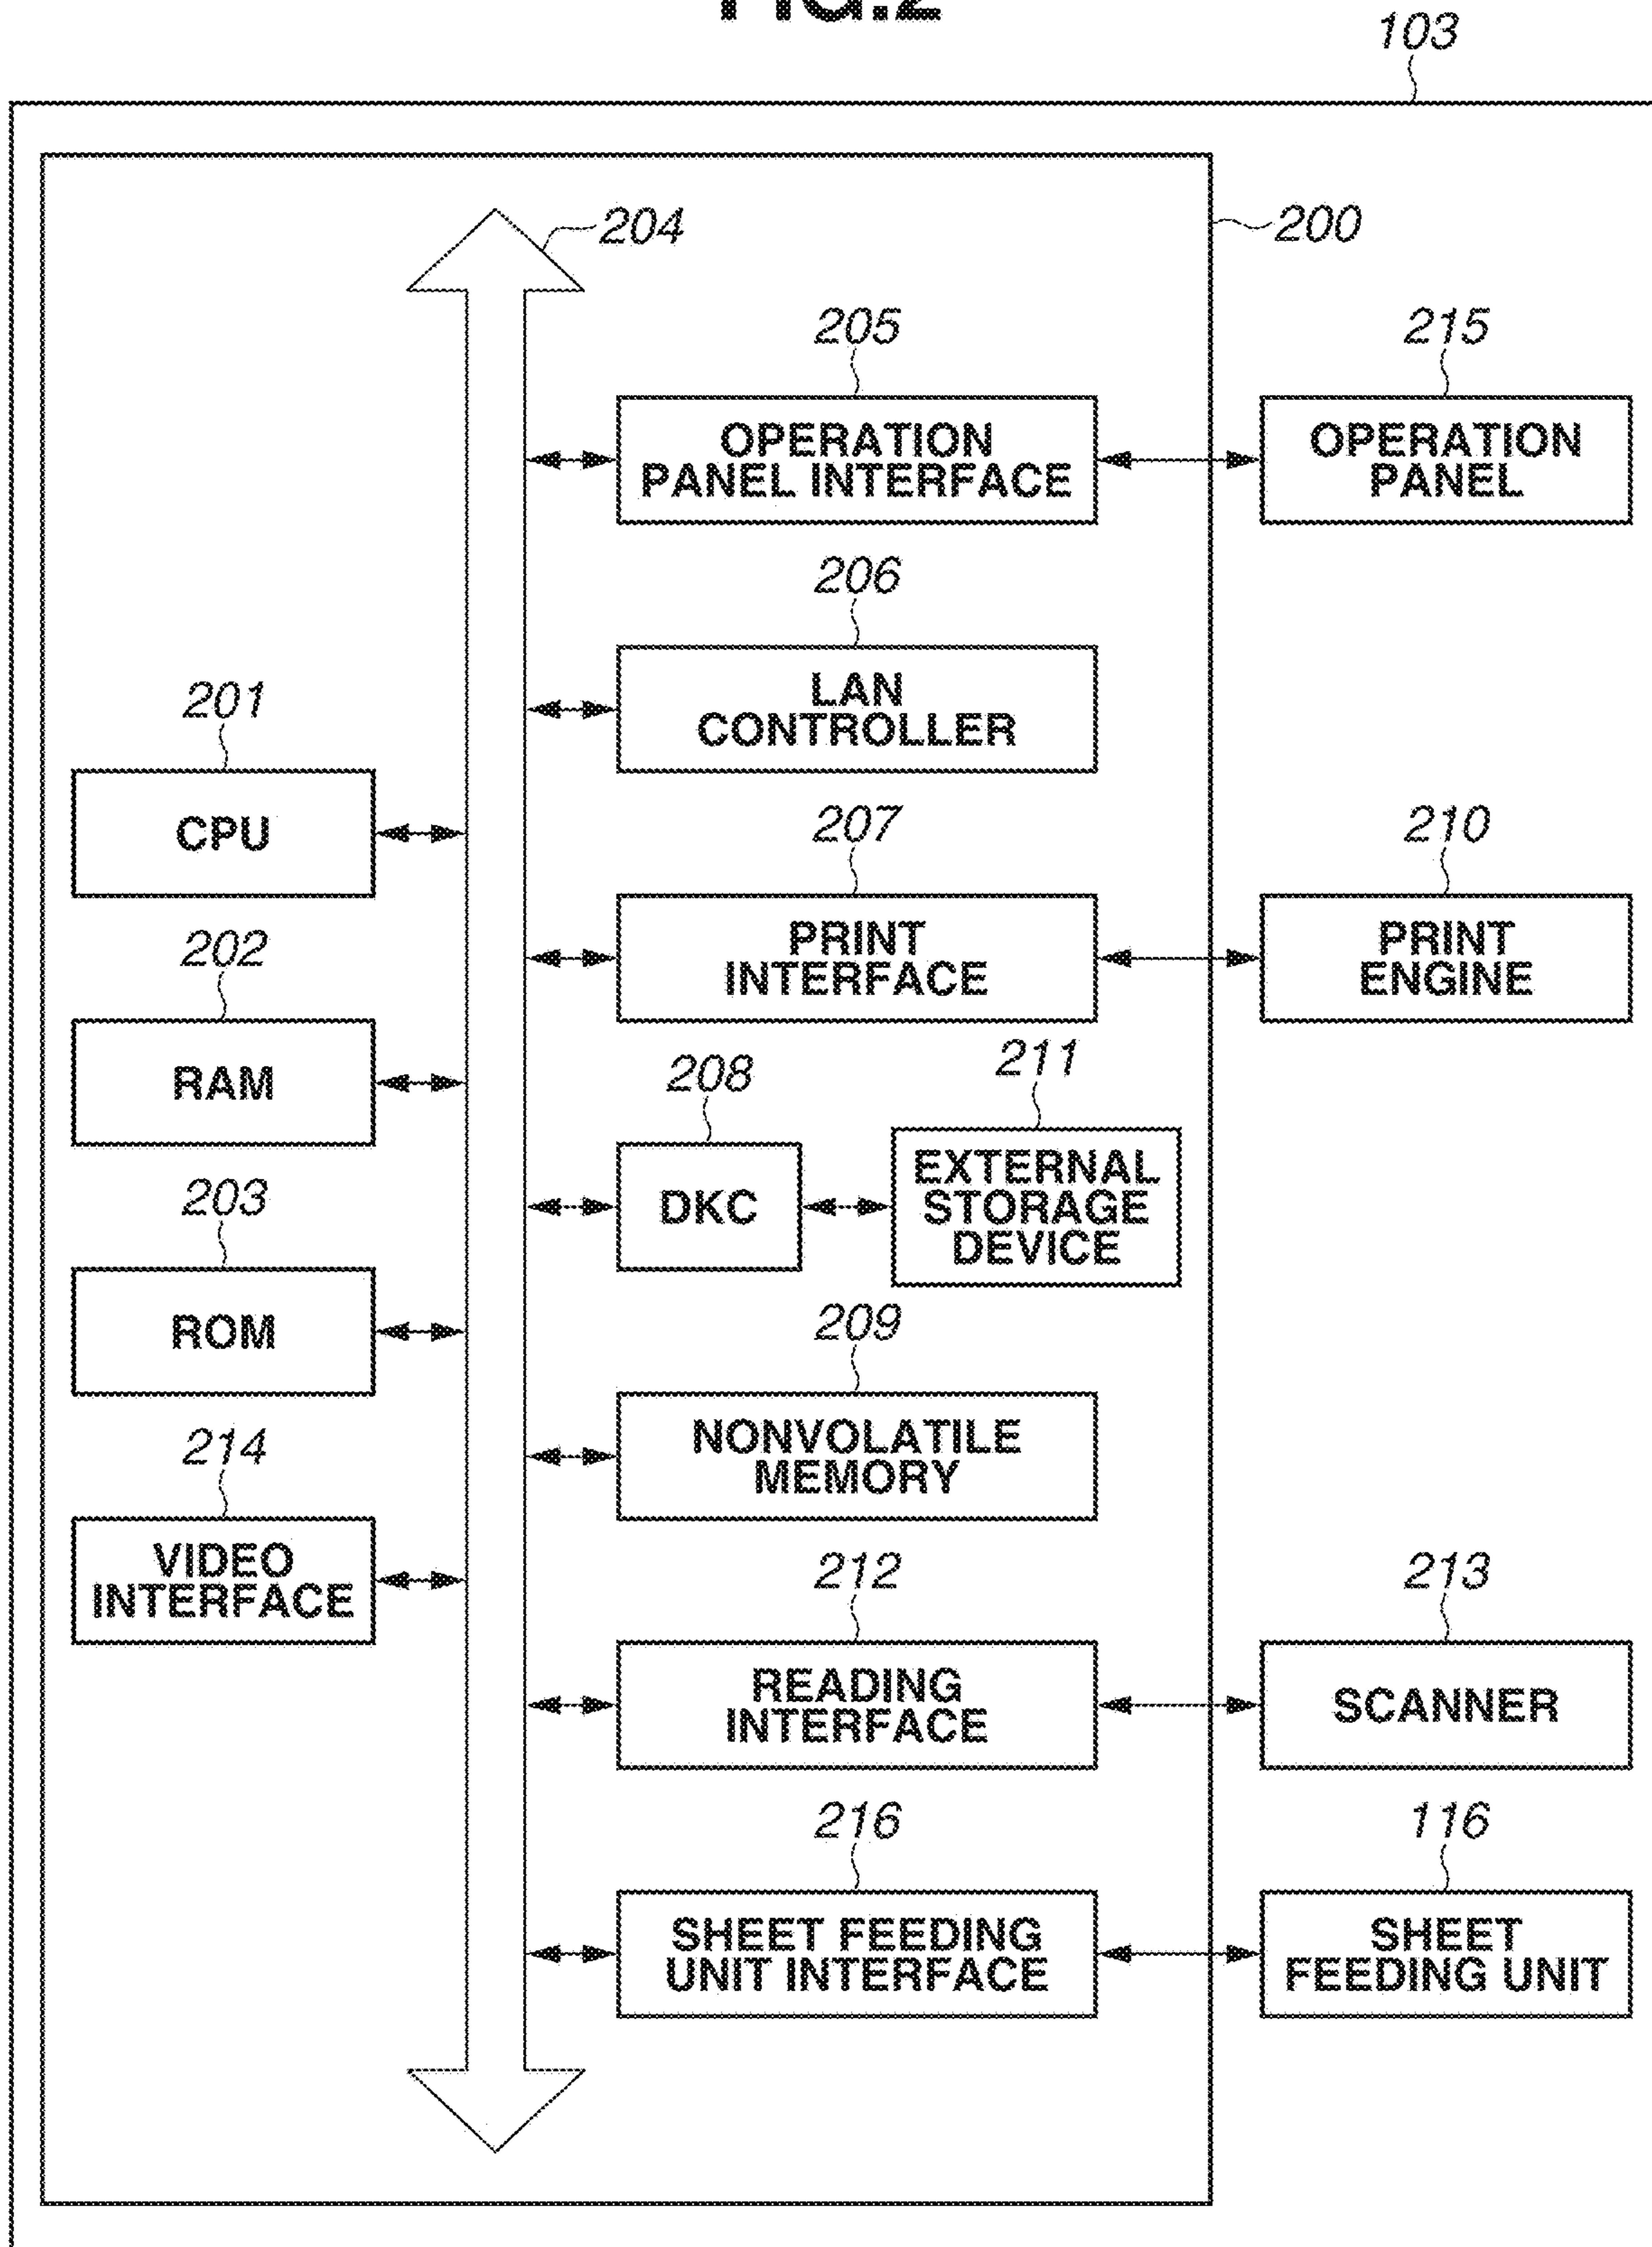 FIG.2
103
204
200
205
215
OPERATION
PANEL INTERFACE
OPERATION
PANEL
206
LAN
CONTROLLER
201
CPU
207
210
PRINT
INTERFACE
PRINT
ENGINE
202
RAM
208
211
DKC
EXTERNAL
STORAGE
DEVICE
203
ROM
209
NONVOLATILE
MEMORY
214
VIDEO
INTERFACE
212
213
READING
INTERFACE
SCANNER
216
116
SHEET FEEDING
UNIT INTERFACE
SHEET
FEEDING UNIT